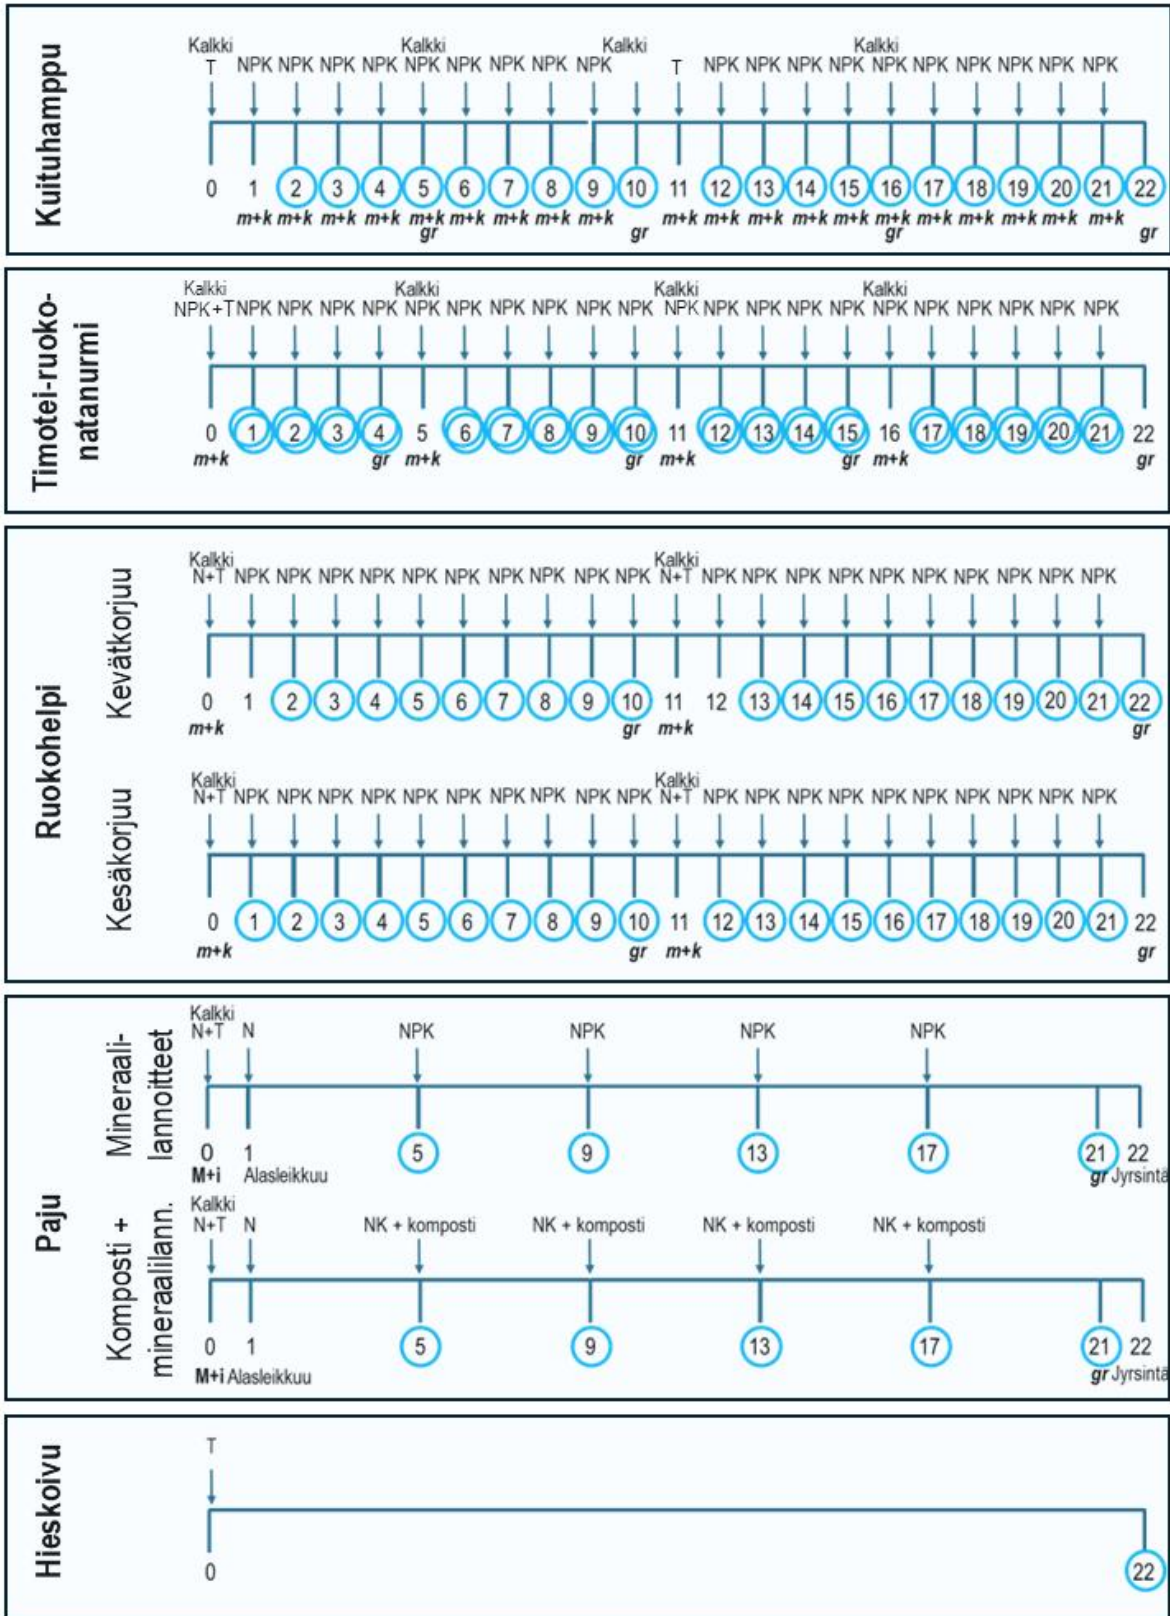 Kuituhamppu
Kalkki Kalkki Kalkki Kalkki
T NPK NPK NPK NPK NPK NPK NPK NPK NPK T NPK NPK NPK NPK NPK NPK NPK NPK NPK NPK
0 1 2 3 4 5 6 7 8 9 10 11 12 13 14 15 16 17 18 19 20 21 22
m+k m+k m+k m+k m+k m+k m+k m+k m+k m+k m+k m+k m+k m+k m+k m+k m+k m+k m+k m+k
gr gr gr gr
Timotei-ruoko-
natanurmi
Kalkki Kalkki Kalkki Kalkki
NPK+T NPK NPK NPK NPK NPK NPK NPK NPK NPK NPK NPK NPK NPK NPK NPK NPK NPK NPK NPK NPK NPK
0 1 2 3 4 5 6 7 8 9 10 11 12 13 14 15 16 17 18 19 20 21 22
m+k gr m+k gr m+k gr m+k gr
Ruokohelpi
Kevätkorjuu
Kalkki Kalkki
N+T NPK NPK NPK NPK NPK NPK NPK NPK NPK NPK N+T NPK NPK NPK NPK NPK NPK NPK NPK NPK NPK
0 1 2 3 4 5 6 7 8 9 10 11 12 13 14 15 16 17 18 19 20 21 22
m+k gr m+k gr
Kesäkorjuu
Kalkki Kalkki
N+T NPK NPK NPK NPK NPK NPK NPK NPK NPK NPK N+T NPK NPK NPK NPK NPK NPK NPK NPK NPK NPK
0 1 2 3 4 5 6 7 8 9 10 11 12 13 14 15 16 17 18 19 20 21 22
m+k gr m+k gr
Paju
Mineraali-
lannoitteet
Kalkki
N+T N NPK NPK NPK NPK
0 1 5 9 13 17 21 22
M+i Alasleikkuu gr Jyrsintä
Komposti +
mineraalilann.
Kalkki
N+T N NK + komposti NK + komposti NK + komposti NK + komposti
0 1 5 9 13 17 21 22
M+i Alasleikkuu gr Jyrsintä
Hieskoivu
T
0 22